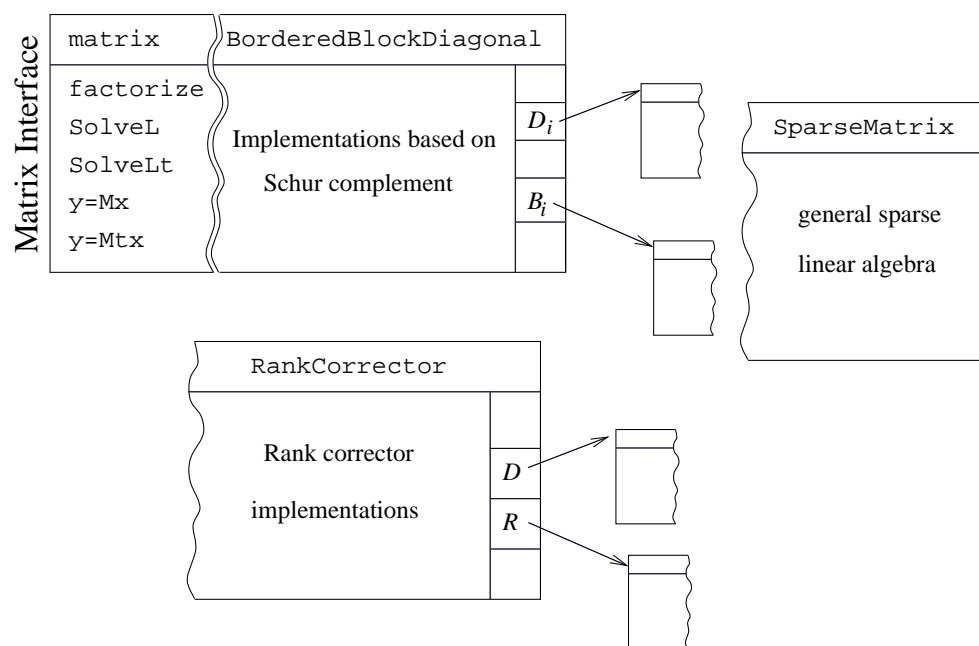 Matrix Interface
matrix BorderedBlockDiagonal
factorize
SolveL
SolveLt
y=Mx
y=Mtx
Implementations based on
Schur complement
D_i
B_i
SparseMatrix
general sparse
linear algebra
RankCorrector
Rank corrector
implementations
D
R